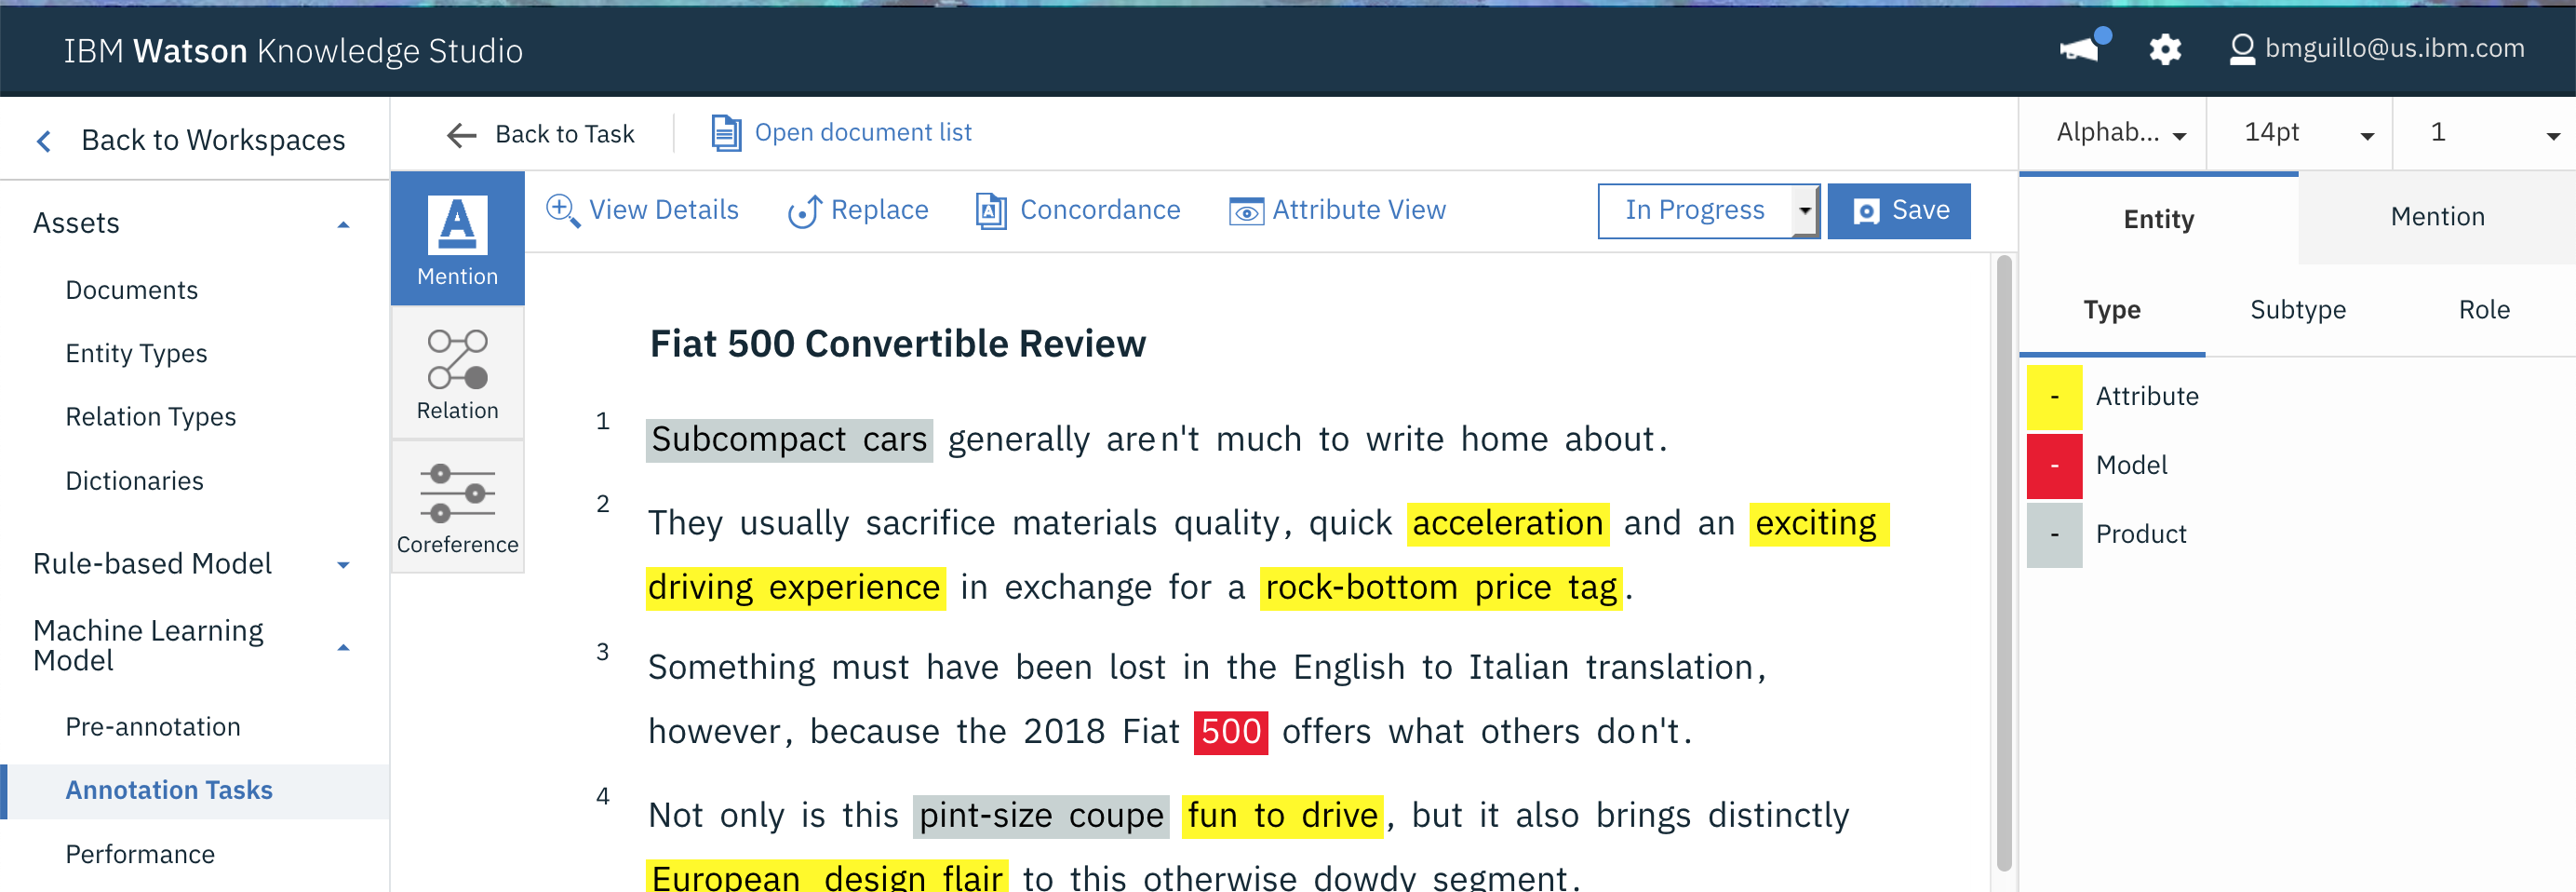 IBM Watson Knowledge Studio
bmguillo@us.ibm.com
Back to Workspaces
Assets
Documents
Entity Types
Relation Types
Dictionaries
Rule-based Model
Machine Learning
Model
Pre-annotation
Annotation Tasks
Performance
Back to Task
Open document list
Mention
Relation
Coreference
View Details
Replace
Concordance
Attribute View
In Progress
Save
Fiat 500 Convertible Review
1 Subcompact cars generally aren't much to write home about.
2 They usually sacrifice materials quality, quick acceleration and an exciting
driving experience in exchange for a rock-bottom price tag.
3 Something must have been lost in the English to Italian translation,
however, because the 2018 Fiat 500 offers what others don't.
4 Not only is this pint-size coupe fun to drive, but it also brings distinctly
European design flair to this otherwise dowdy segment.
Alphab...
14pt
1
Entity
Mention
Type
Subtype
Role
- Attribute
- Model
- Product